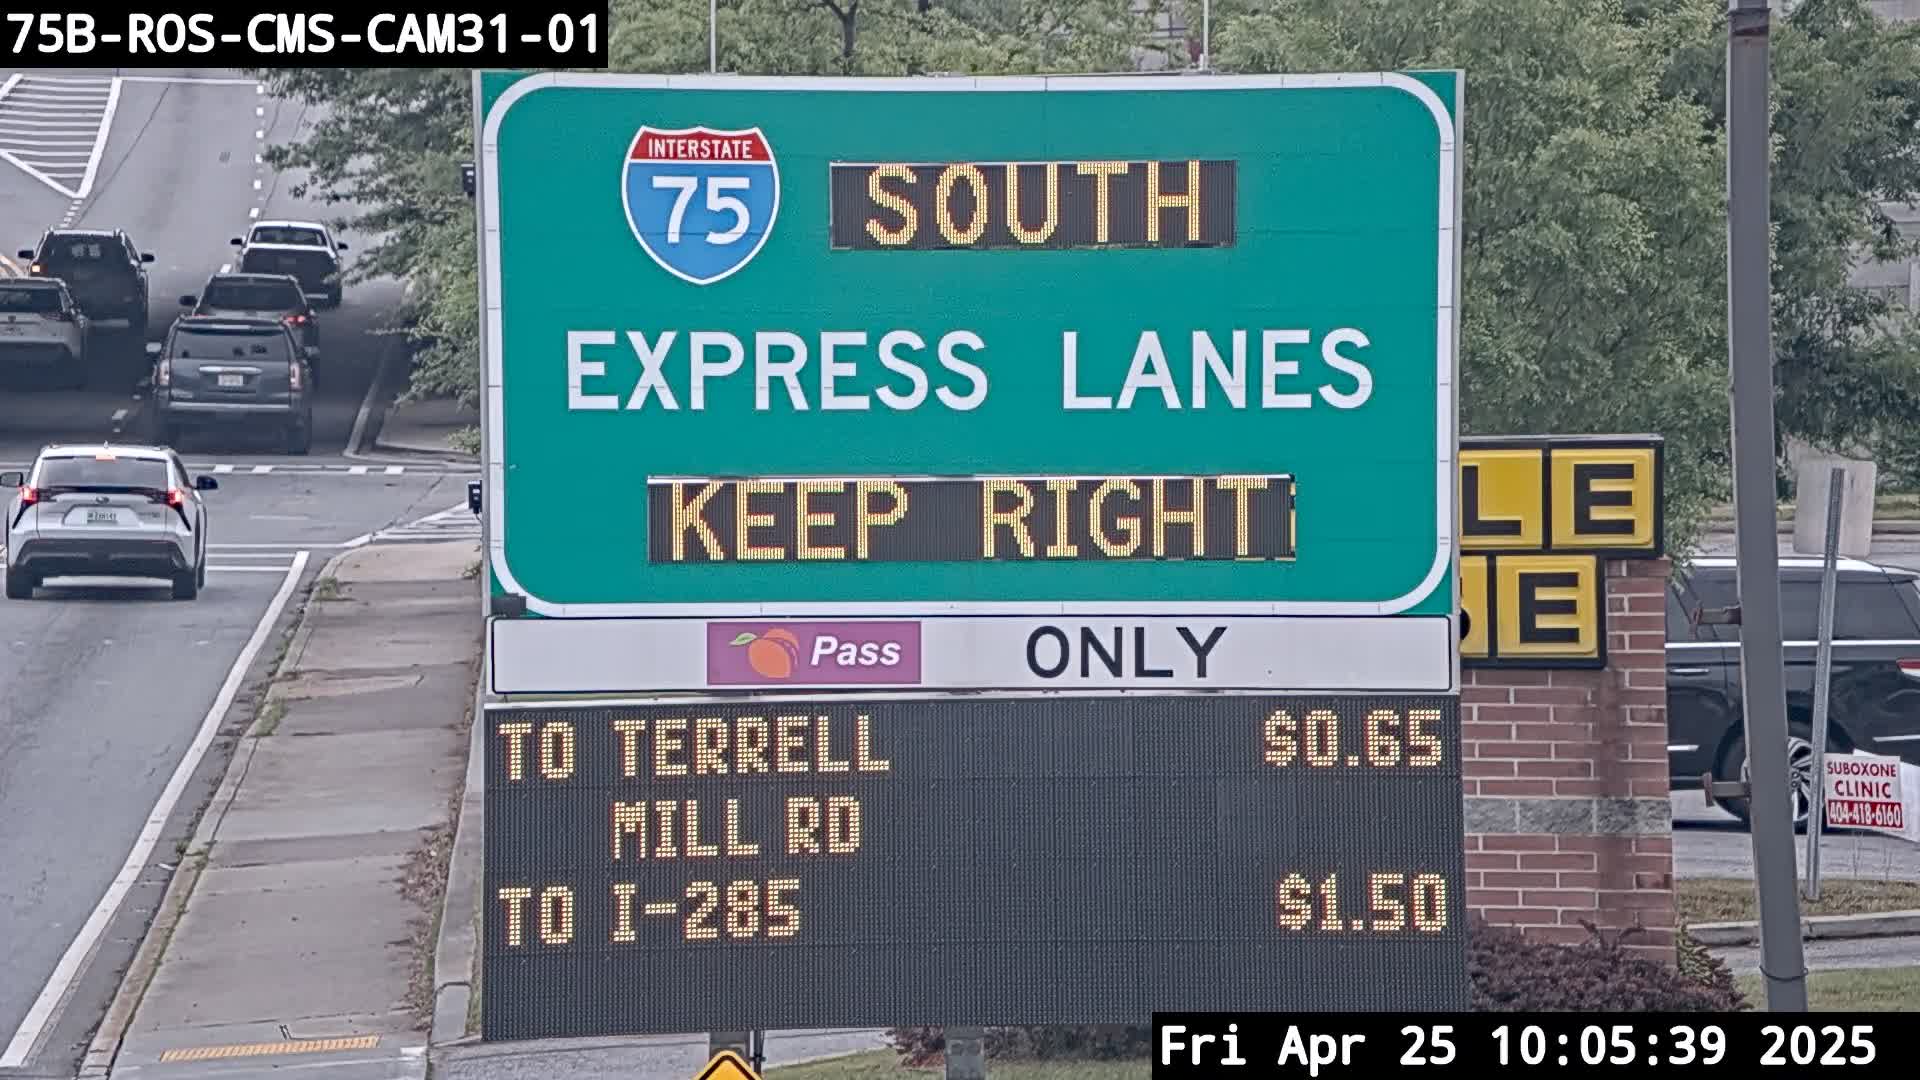 75B-ROS-CMS-CAM31-01
INTERSTATE
75
SOUTH
EXPRESS LANES
KEEP RIGHT
Pass ONLY
TO TERRELL $0.65
MILL RD
TO I-285 $1.50
LE
E
SUBOXONE
CLINIC
404-418-6160
Fri Apr 25 10:05:39 2025